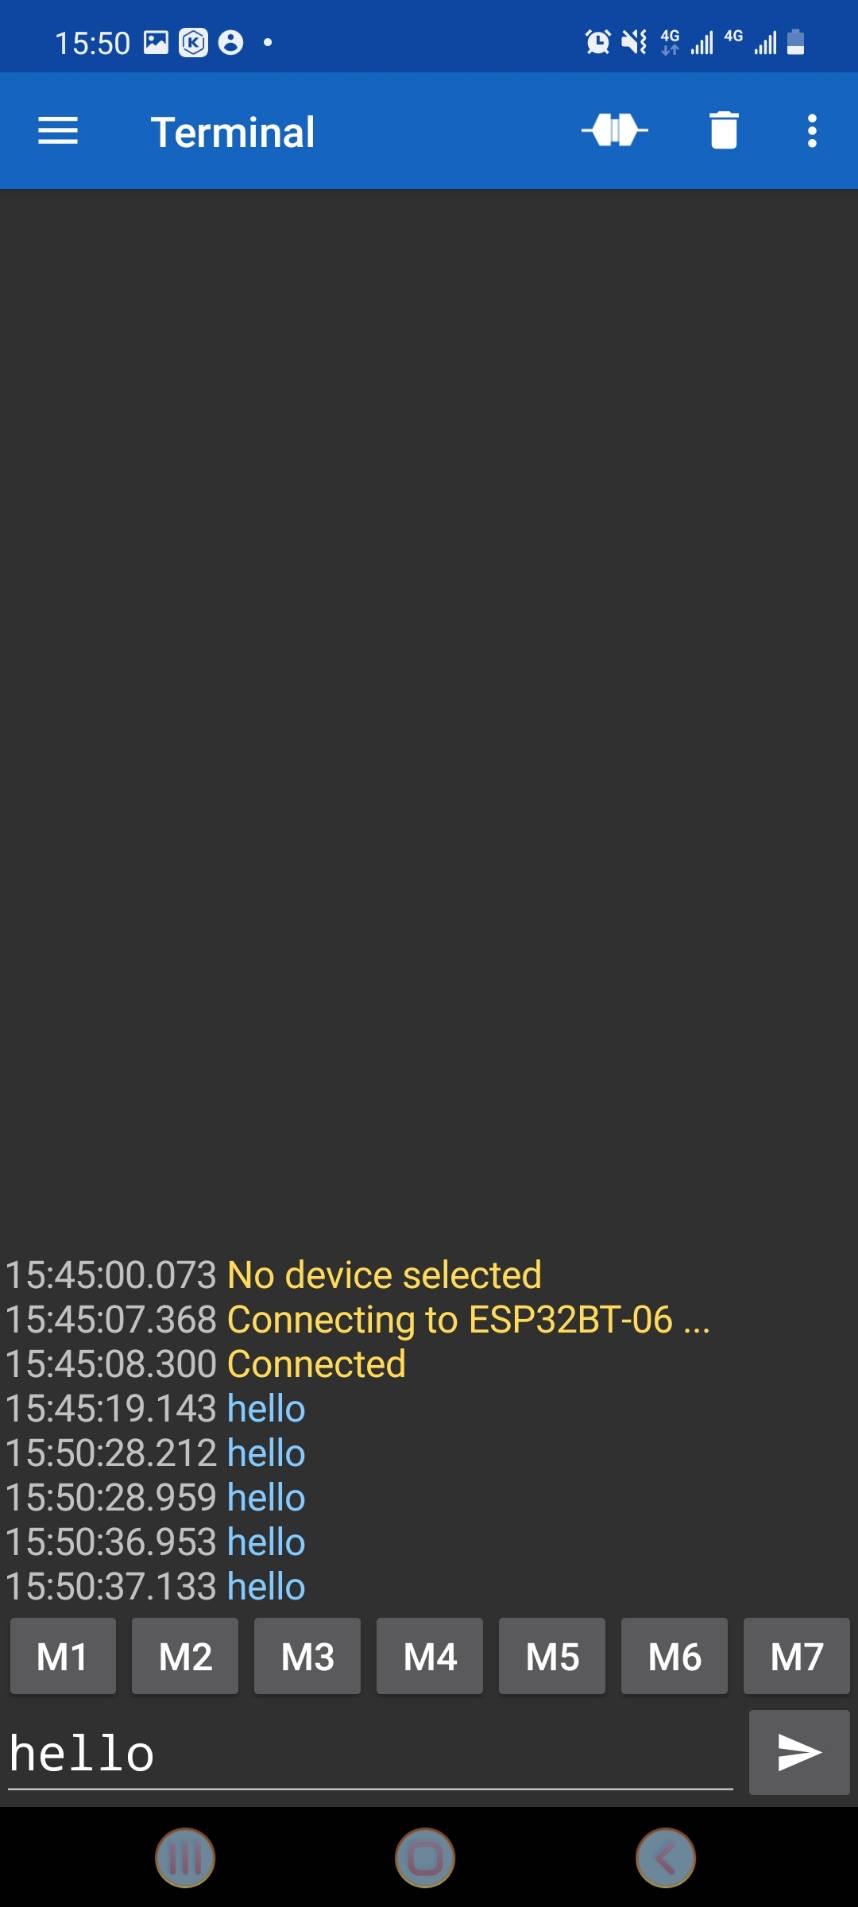 15:50 4G 4G
Terminal
15:45:00.073 No device selected
15:45:07.368 Connecting to ESP32BT-06 ...
15:45:08.300 Connected
15:45:19.143 hello
15:50:28.212 hello
15:50:28.959 hello
15:50:36.953 hello
15:50:37.133 hello
M1 M2 M3 M4 M5 M6 M7
hello